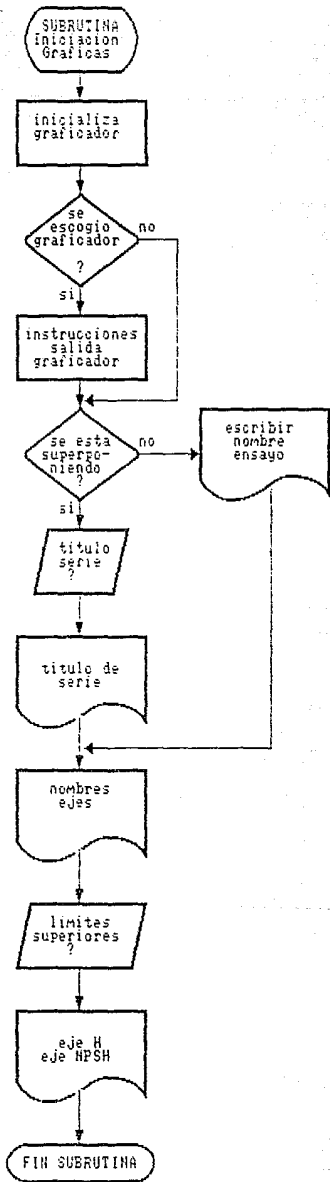 SUBRUTINA
Iniciacion
Graficas
inicializa
graficador
se
escogio
graficador
?
no
si
instrucciones
salida
graficador
se esta
superpo-
niendo
?
no
escribir
nombre
ensayo
si
titulo
serie
?
titulo de
serie
nombres
ejes
limites
superiores
?
eje H
eje NPSH
FIN SUBRUTINA